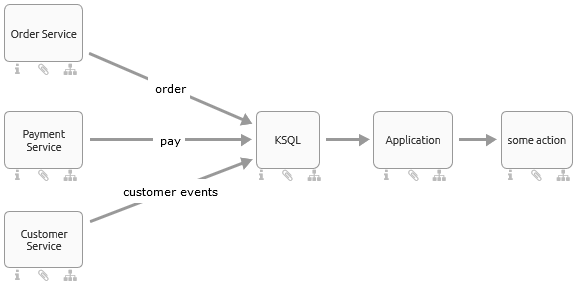 Order Service
order
Payment
Service
pay
KSQL
Application
some action
customer events
Customer
Service